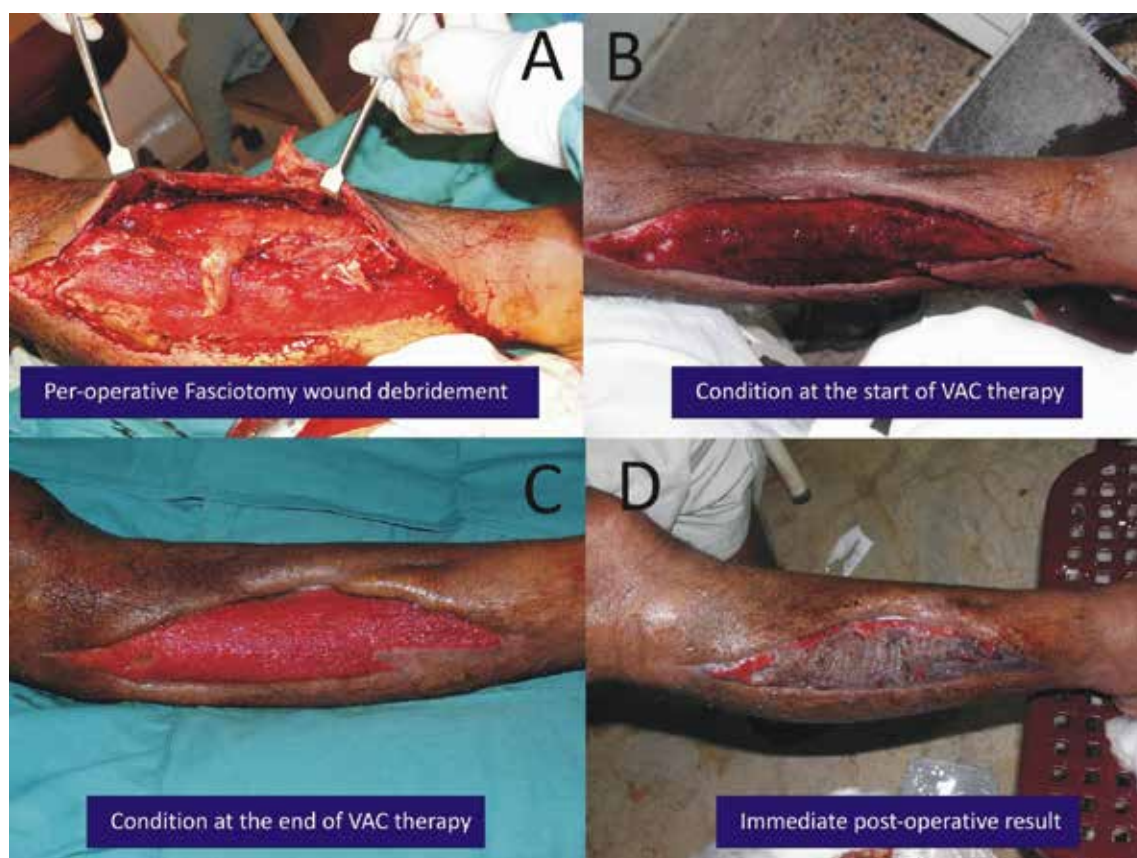 A
B
Per-operative Fasciotomy wound debridement
Condition at the start of VAC therapy
C
D
Condition at the end of VAC therapy
Immediate post-operative result